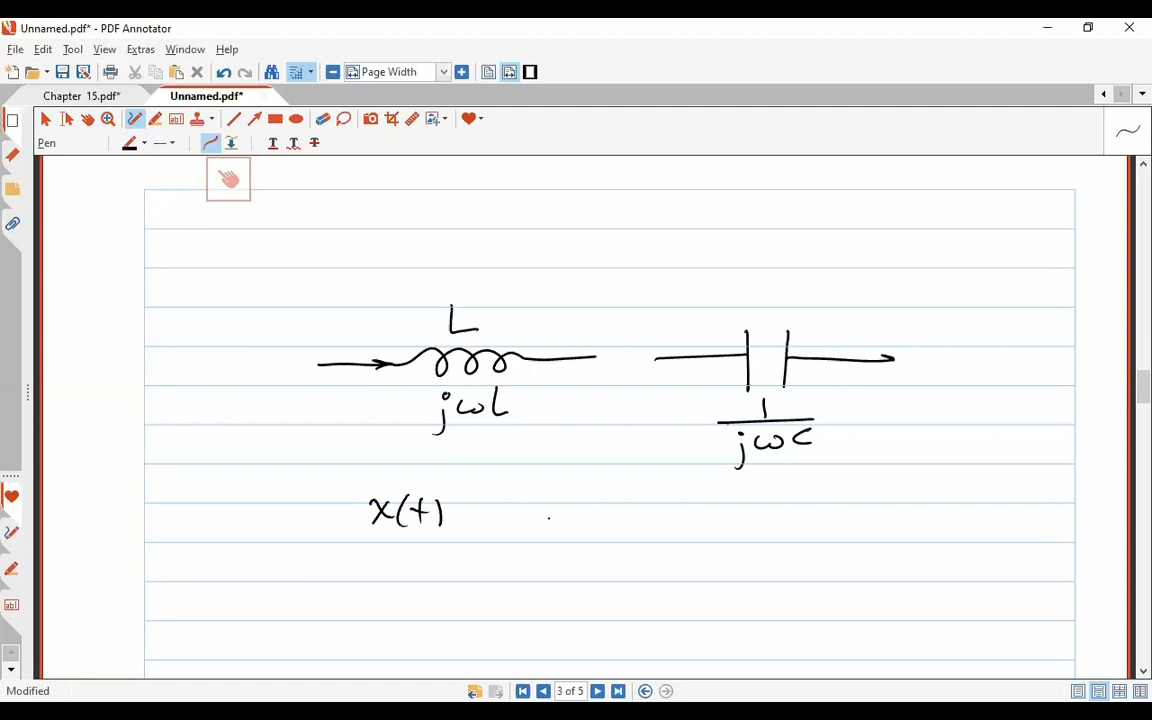 Unnamed.pdf* - PDF Annotator
File Edit Tool View Extras Window Help
Page Width
Chapter 15.pdf* Unnamed.pdf*
Pen
L
jωL
1
jωC
x(t)
3 of 5
Modified